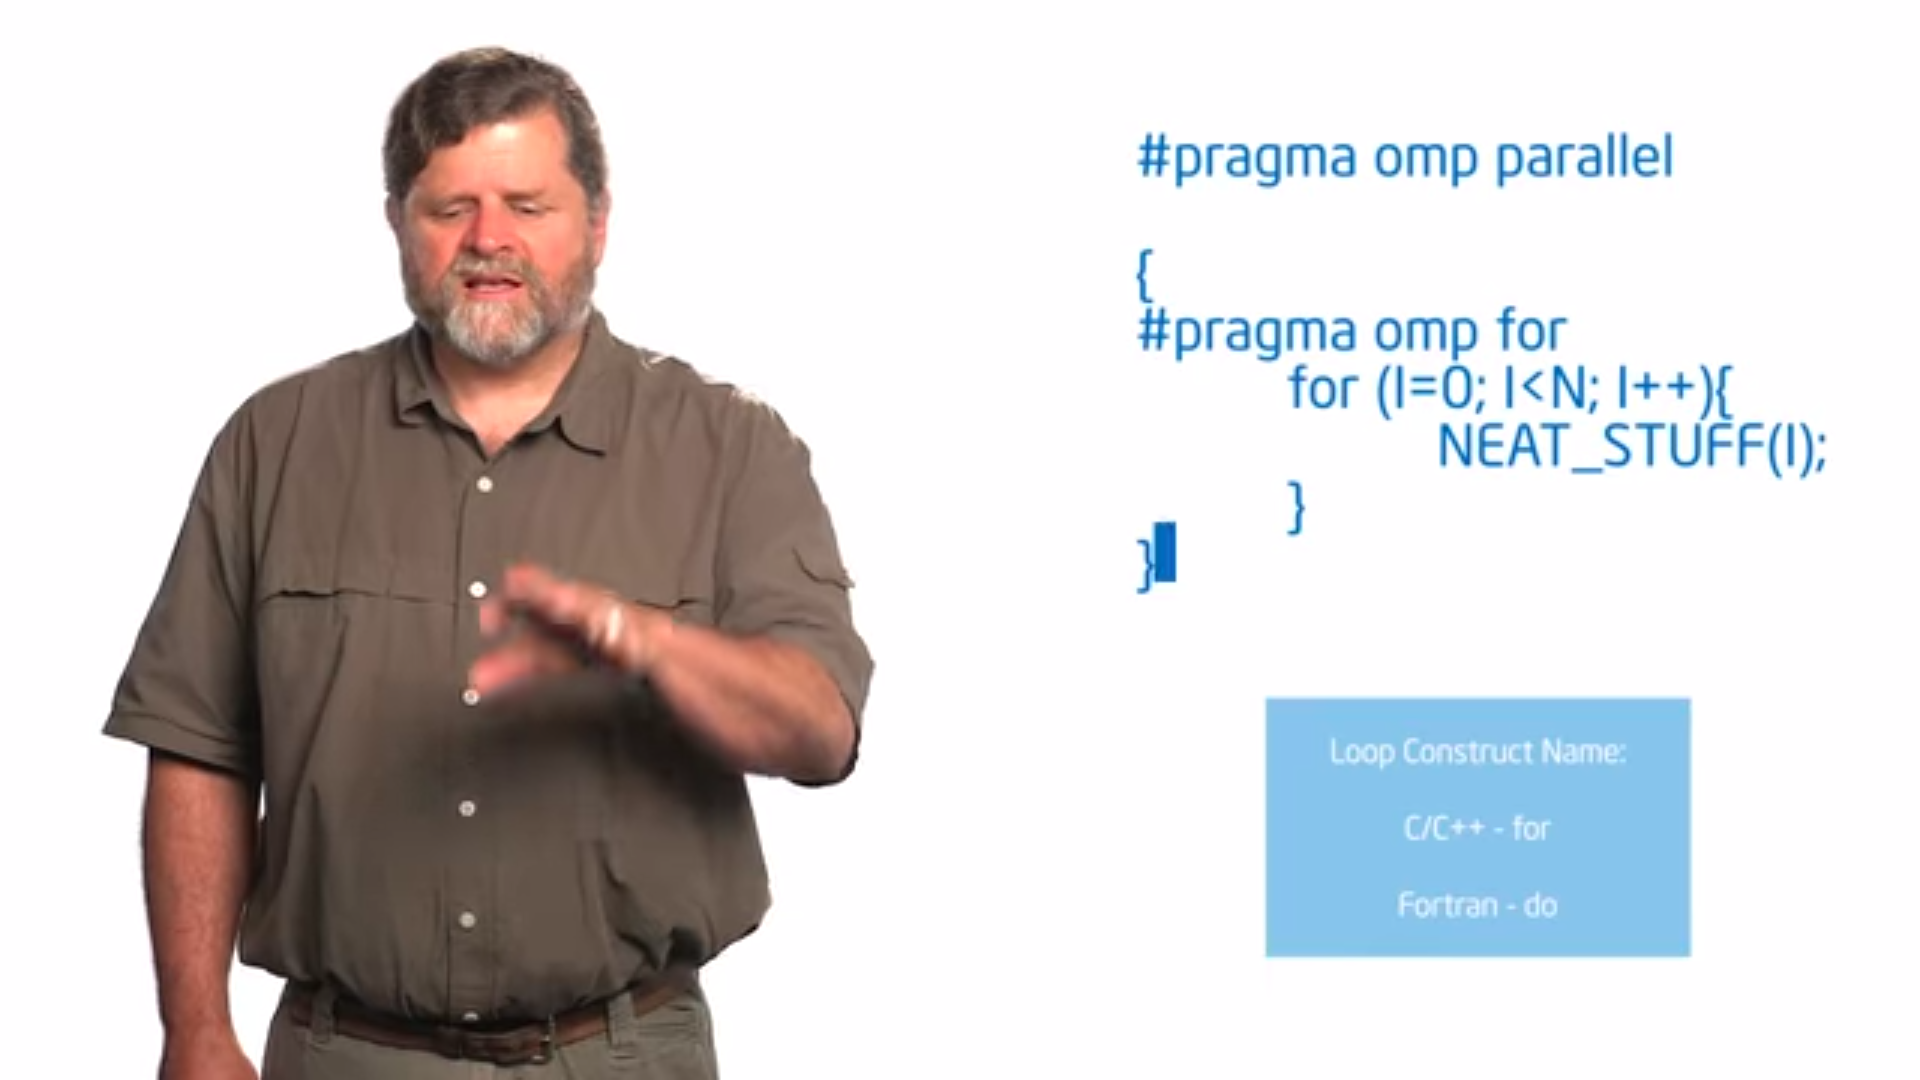 #pragma omp parallel
{
#pragma omp for
for (I=0; I<N; I++){
NEAT_STUFF(I);
}
}
Loop Construct Name:
C/C++ - for
Fortran - do